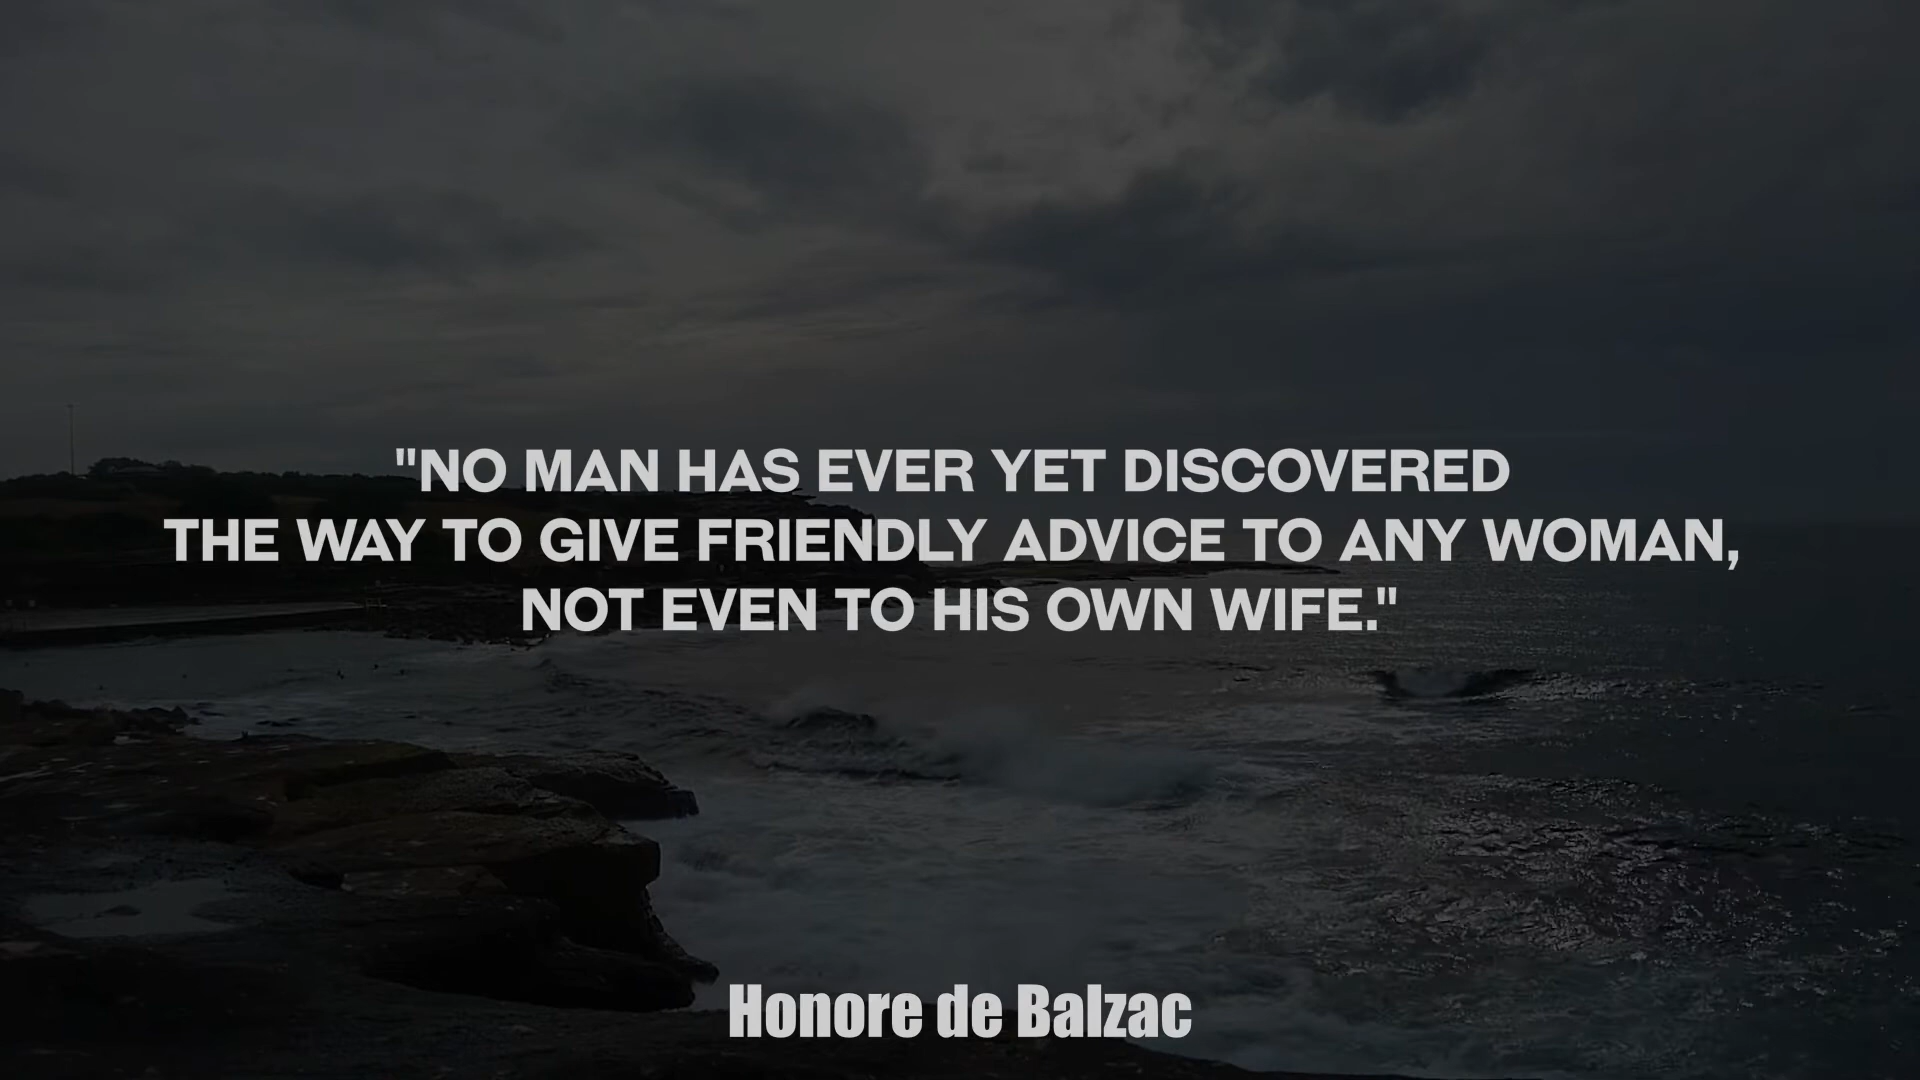 "NO MAN HAS EVER YET DISCOVERED
THE WAY TO GIVE FRIENDLY ADVICE TO ANY WOMAN,
NOT EVEN TO HIS OWN WIFE."
Honore de Balzac